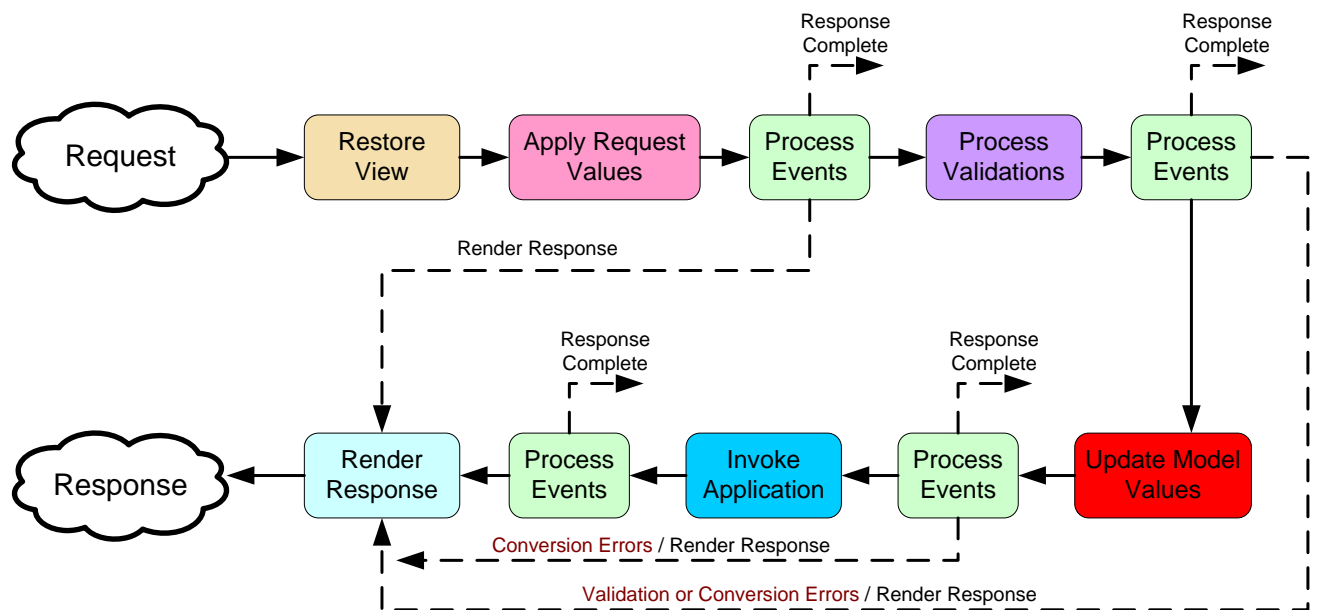 Response
Complete
Response
Complete
Request
Restore
View
Apply Request
Values
Process
Events
Process
Validations
Process
Events
Render Response
Response
Complete
Response
Complete
Response
Render
Response
Process
Events
Invoke
Application
Process
Events
Update Model
Values
Conversion Errors / Render Response
Validation or Conversion Errors / Render Response